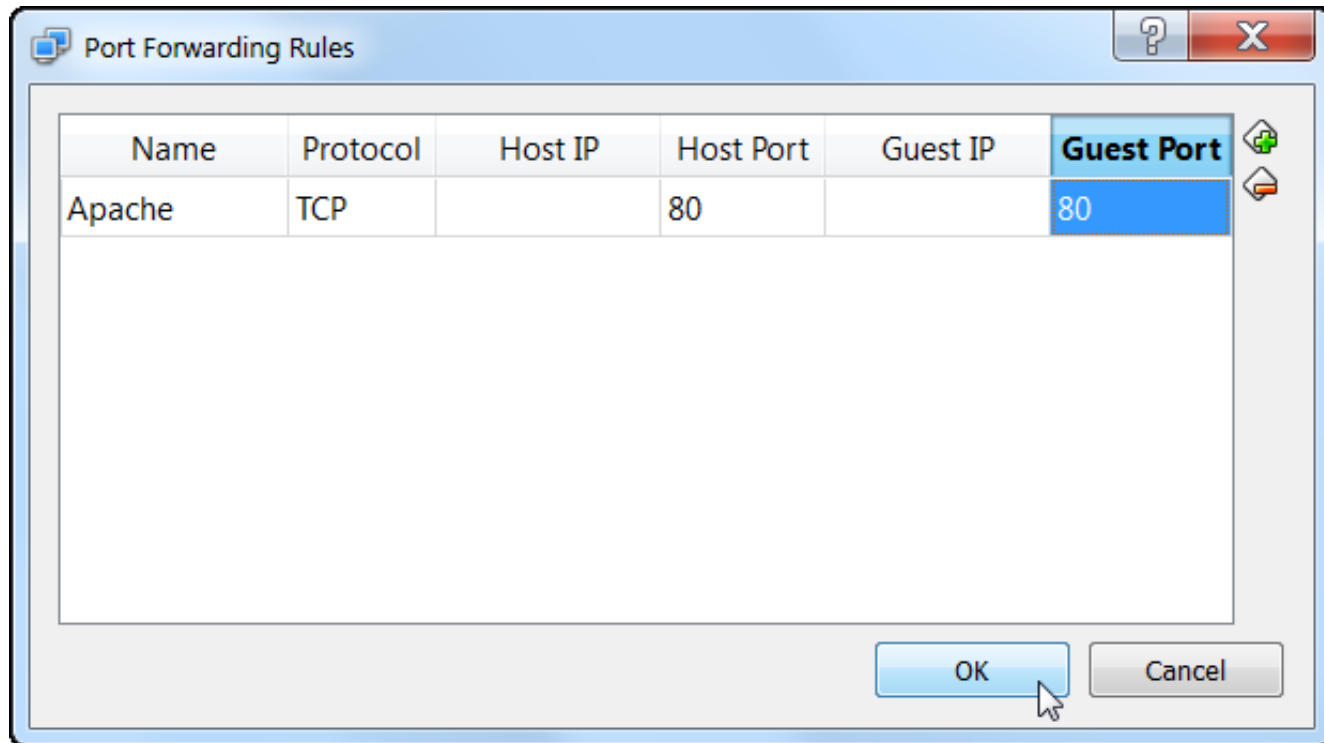 Port Forwarding Rules
Name Protocol Host IP Host Port Guest IP Guest Port
Apache TCP 80 80
OK Cancel